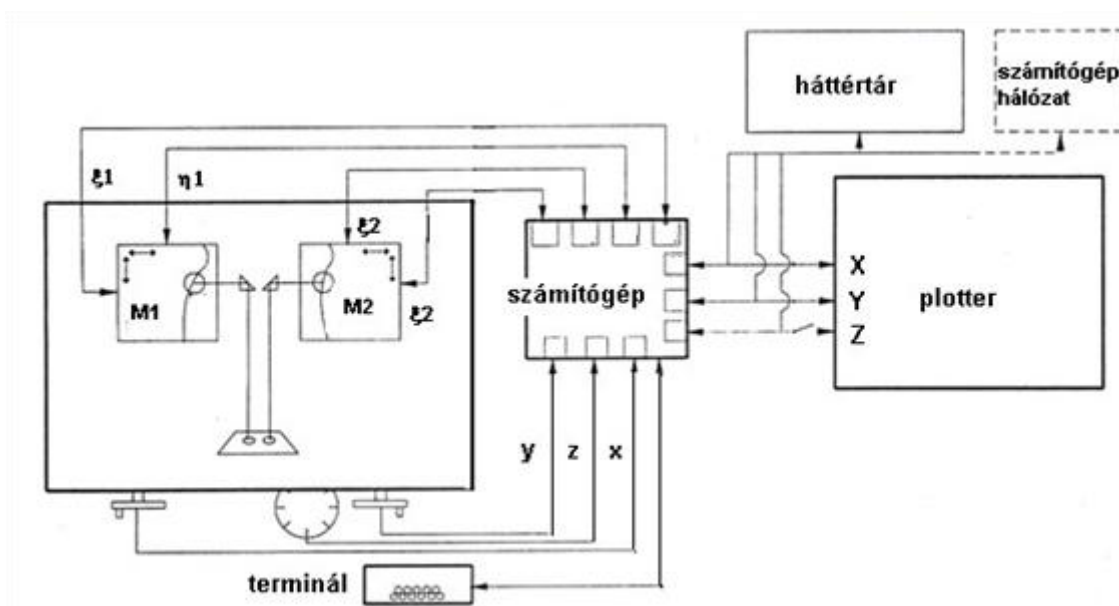 háttértár
számítógép
hálózat
ξ1
η1
ξ2
M1
M2
ξ2
számítógép
X
Y
Z
plotter
y
z
x
terminál